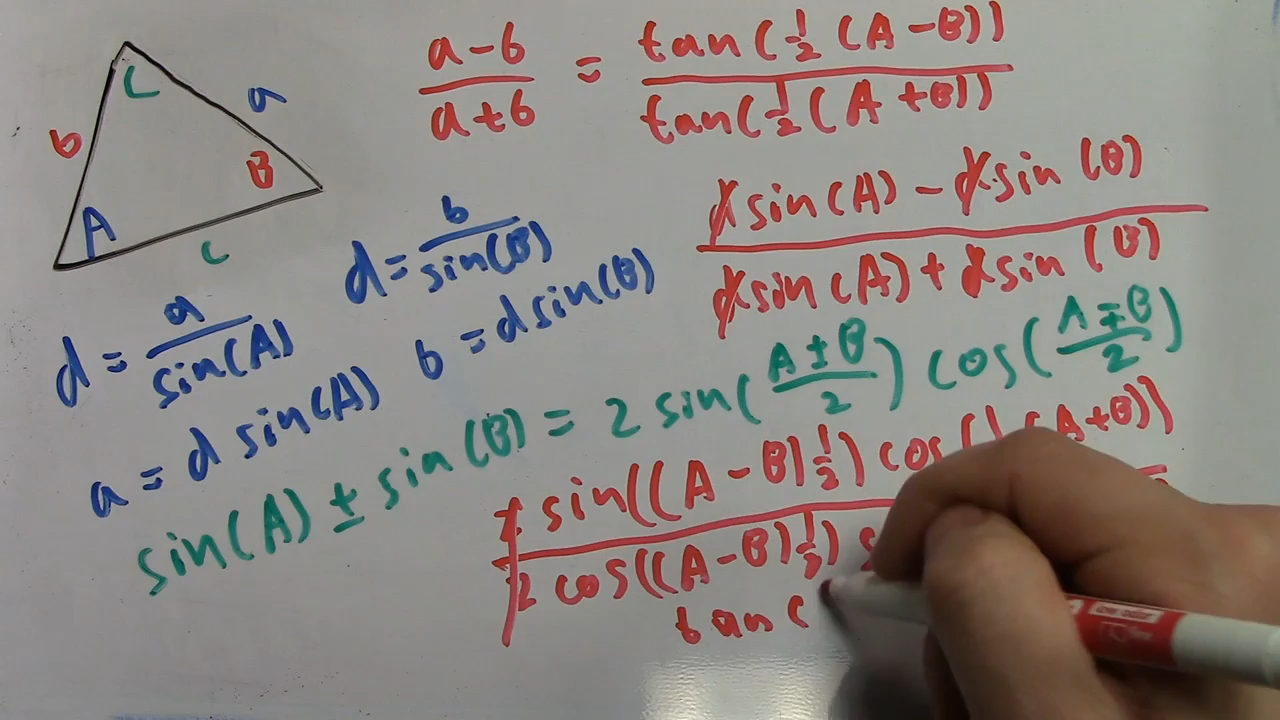 C
b
a
B
A
c
a-b / a+b = tan(½(A-B)) / tan(½(A+B))
d = b / sin(B)
d sin(A) - d sin(B) / d sin(A) + d sin(B)
d = a / sin(A)
b = d sin(B)
a = d sin(A)
sin(A) ± sin(B) = 2 sin((A±B)/2) cos((A∓B)/2)
2 sin((A-B)½) cos( (A+B)) / 2 cos((A-B)½)
tan(